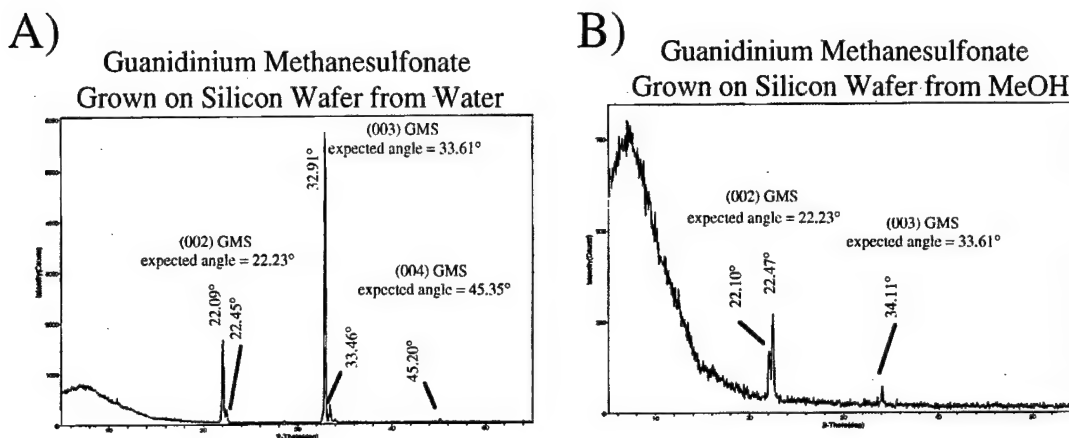 A)
Guanidinium Methanesulfonate
Grown on Silicon Wafer from Water
(003) GMS
expected angle = 33.61°
32.91°
(002) GMS
expected angle = 22.23°
(004) GMS
expected angle = 45.35°
22.09°
22.45°
33.46°
45.20°
B)
Guanidinium Methanesulfonate
Grown on Silicon Wafer from MeOH
(002) GMS
expected angle = 22.23°
(003) GMS
expected angle = 33.61°
22.10°
22.47°
34.11°